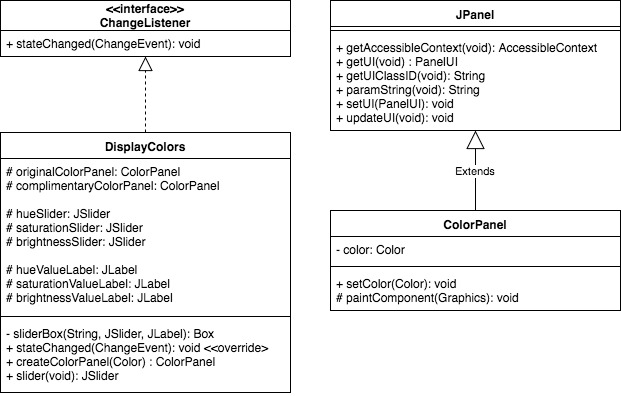 <<interface>>
ChangeListener
+ stateChanged(ChangeEvent): void
DisplayColors
# originalColorPanel: ColorPanel
# complimentaryColorPanel: ColorPanel
# hueSlider: JSlider
# saturationSlider: JSlider
# brightnessSlider: JSlider
# hueValueLabel: JLabel
# saturationValueLabel: JLabel
# brightnessValueLabel: JLabel
- sliderBox(String, JSlider, JLabel): Box
+ stateChanged(ChangeEvent): void <<override>
+ createColorPanel(Color) : ColorPanel
+ slider(void): JSlider
JPanel
+ getAccessibleContext(void): AccessibleContext
+ getUI(void) : PanelUI
+ getUIClassID(void): String
+ paramString(void): String
+ setUI(PanelUI): void
+ updateUI(void): void
Extends
ColorPanel
- color: Color
+ setColor(Color): void
# paintComponent(Graphics): void